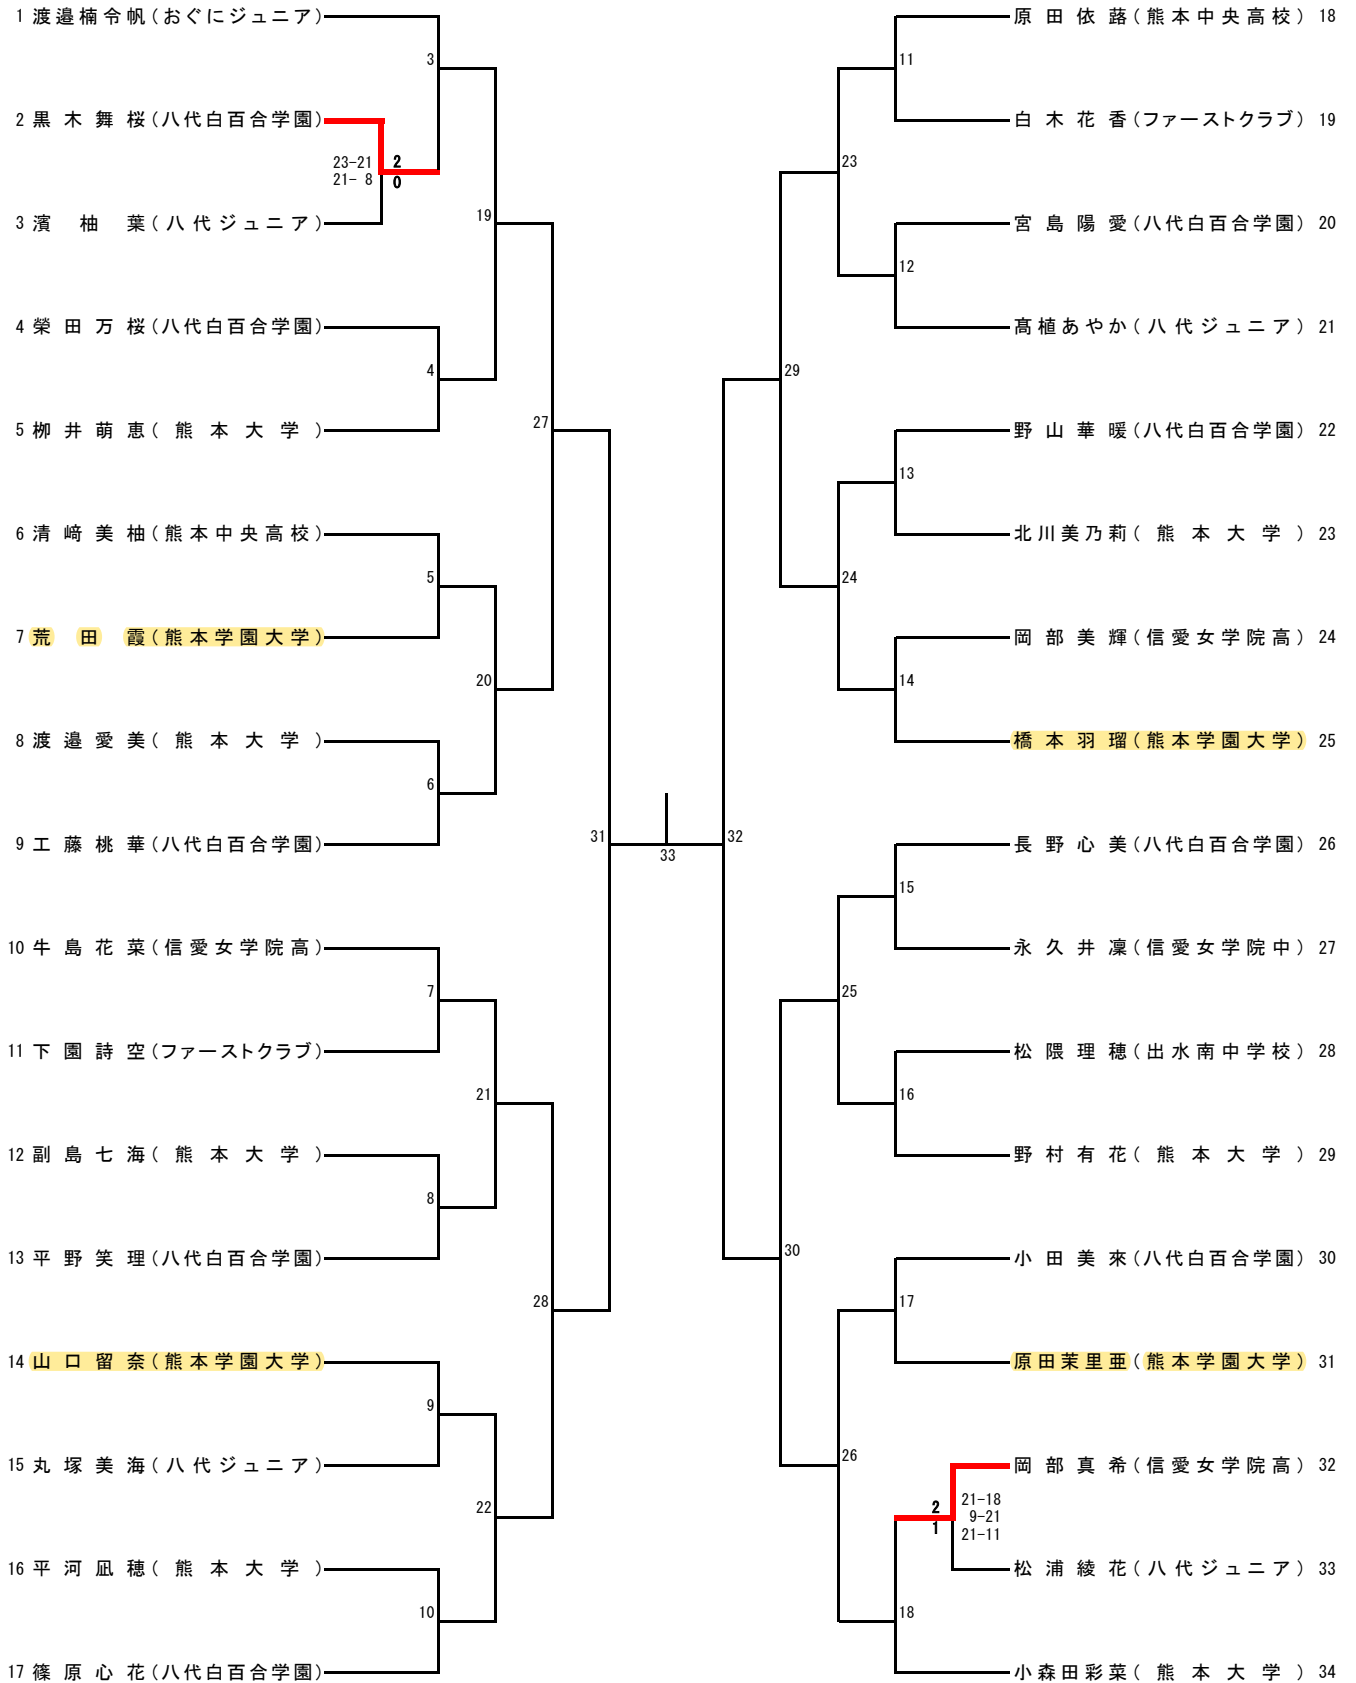 1 渡邉楠令帆(おぐにジュニア)
3
2 黒木舞桜(八代白百合学園)
23-21 2
21- 8 0
3 濱柚葉(八代ジュニア)
19
4 榮田万桜(八代白百合学園)
4
5 栁井萌恵(熊本大学)
27
6 清﨑美柚(熊本中央高校)
5
7 荒田霞(熊本学園大学)
20
8 渡邉愛美(熊本大学)
6
9 工藤桃華(八代白百合学園)
31
33
10 牛島花菜(信愛女学院高)
7
11 下園詩空(ファーストクラブ)
21
12 副島七海(熊本大学)
8
13 平野笑理(八代白百合学園)
28
14 山口留奈(熊本学園大学)
9
15 丸塚美海(八代ジュニア)
22
16 平河凪穂(熊本大学)
10
17 篠原心花(八代白百合学園)
原田依蕗(熊本中央高校) 18
11
白木花香(ファーストクラブ) 19
23
宮島陽愛(八代白百合学園) 20
12
髙植あやか(八代ジュニア) 21
29
野山華暖(八代白百合学園) 22
13
北川美乃莉(熊本大学) 23
24
岡部美輝(信愛女学院高) 24
14
橋本羽瑠(熊本学園大学) 25
32
長野心美(八代白百合学園) 26
15
永久井凜(信愛女学院中) 27
25
松隈理穂(出水南中学校) 28
16
野村有花(熊本大学) 29
30
小田美來(八代白百合学園) 30
17
原田茉里亜(熊本学園大学) 31
26
岡部真希(信愛女学院高) 32
2 21-18
9-21
1 21-11
松浦綾花(八代ジュニア) 33
18
小森田彩菜(熊本大学) 34